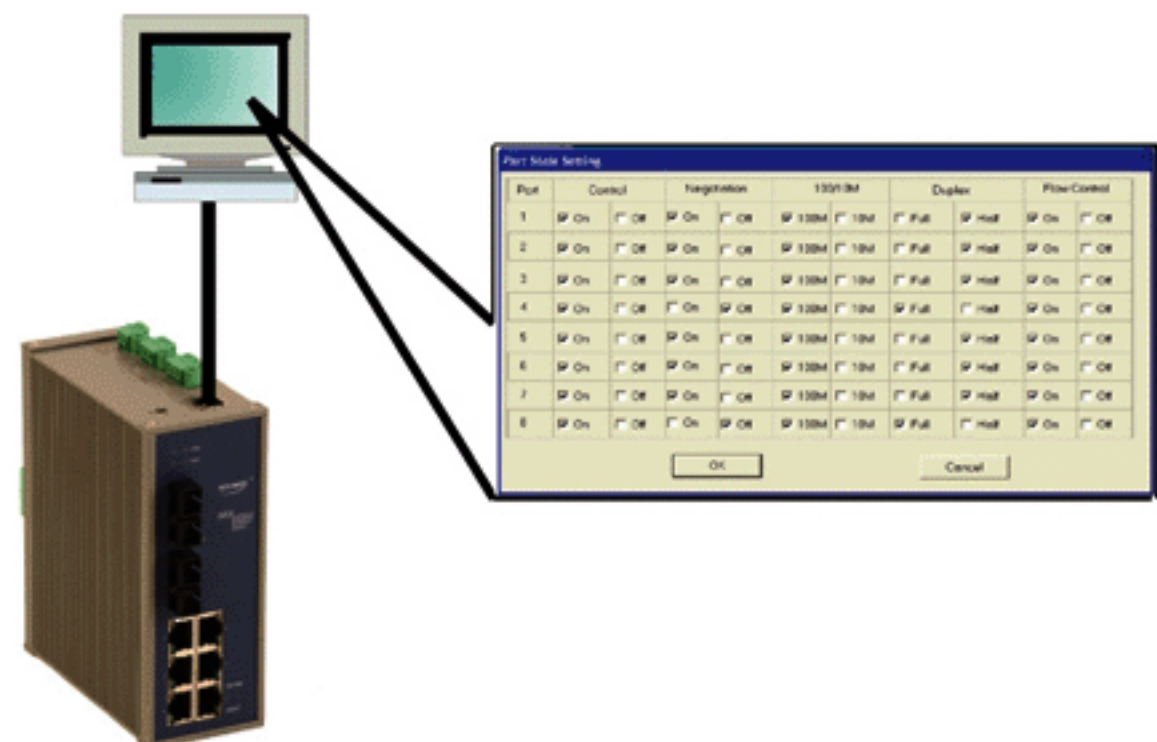 Port State Setting
Port Control Negotiation 100/10M Duplex Flow Control
1 On Off On Off 100M 10M Full Half On Off
2 On Off On Off 100M 10M Full Half On Off
3 On Off On Off 100M 10M Full Half On Off
4 On Off On Off 100M 10M Full Half On Off
5 On Off On Off 100M 10M Full Half On Off
6 On Off On Off 100M 10M Full Half On Off
7 On Off On Off 100M 10M Full Half On Off
8 On Off On Off 100M 10M Full Half On Off
OK Cancel